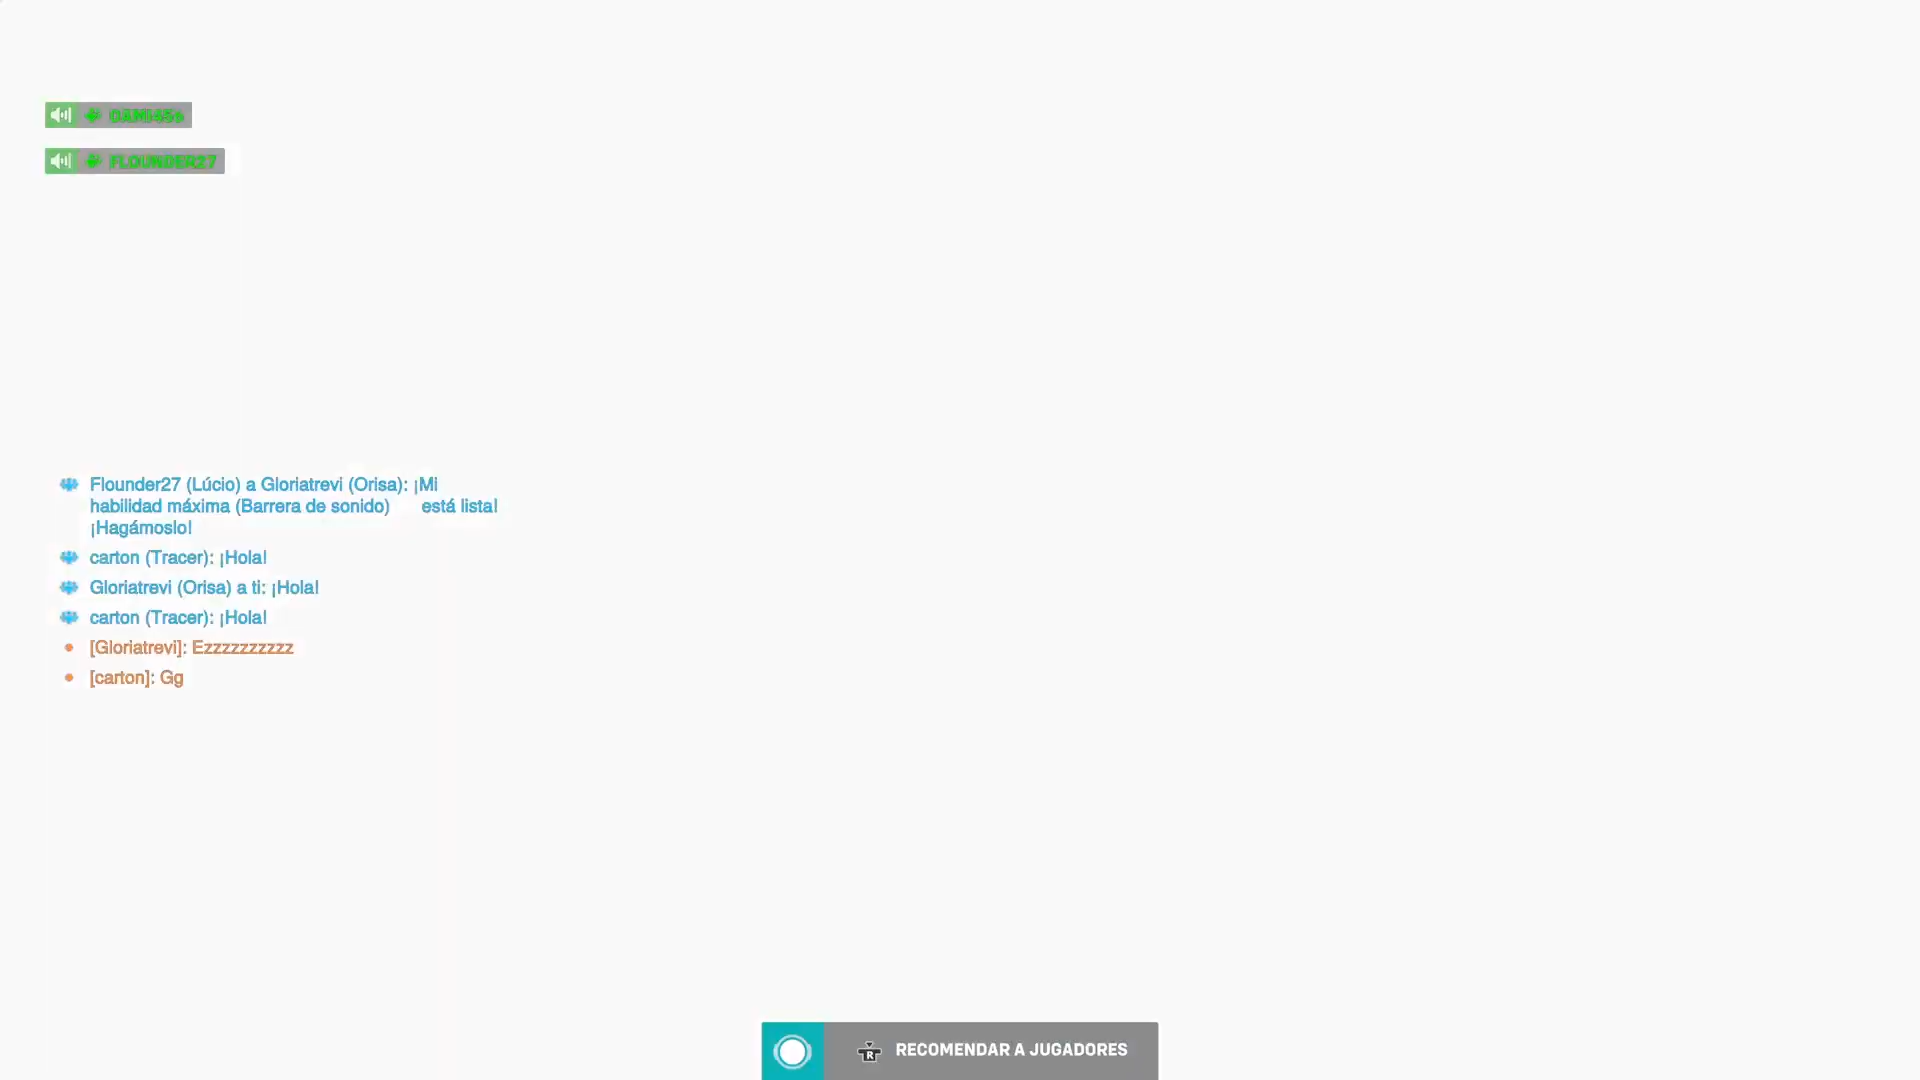 DAMI456
FLOUNDER27
Flounder27 (Lúcio) a Gloriatrevi (Orisa): ¡Mi
habilidad máxima (Barrera de sonido) está lista!
¡Hagámoslo!
carton (Tracer): ¡Hola!
Gloriatrevi (Orisa) a ti: ¡Hola!
carton (Tracer): ¡Hola!
[Gloriatrevi]: Ezzzzzzzzzz
[carton]: Gg
R RECOMENDAR A JUGADORES